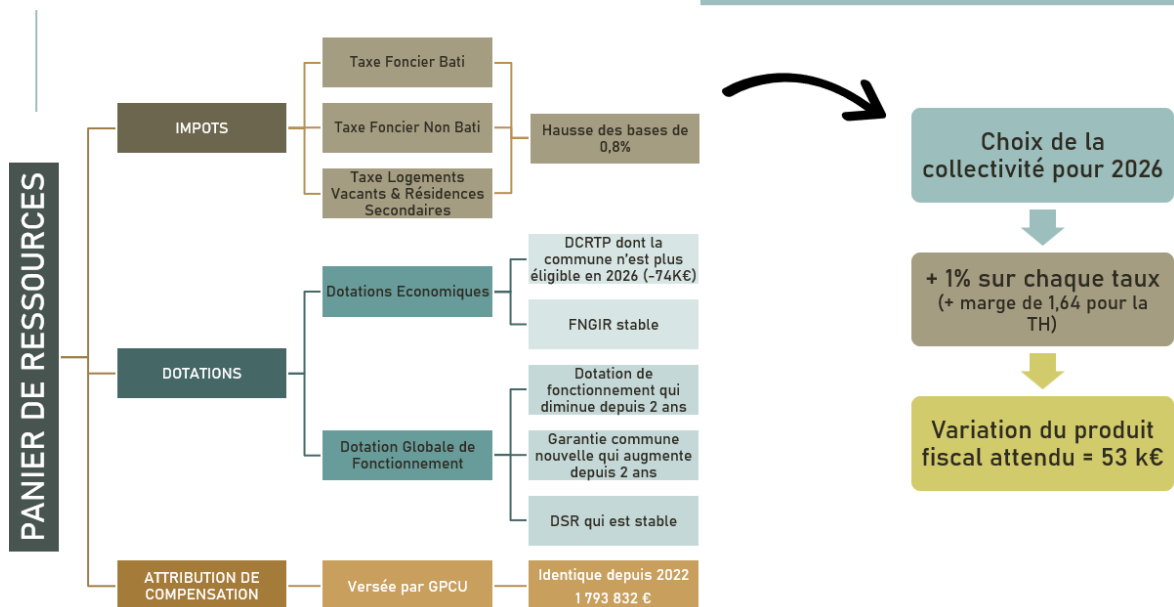 PANIER DE RESSOURCES
IMPOTS
Taxe Foncier Bati
Taxe Foncier Non Bati
Taxe Logements
Vacants & Résidences
Secondaires
Hausse des bases de
0,8%
DOTATIONS
Dotations Economiques
DCRTP dont la
commune n'est plus
éligible en 2026 (-74K€)
FNGIR stable
Dotation Globale de
Fonctionnement
Dotation de
fonctionnement qui
diminue depuis 2 ans
Garantie commune
nouvelle qui augmente
depuis 2 ans
DSR qui est stable
ATTRIBUTION DE
COMPENSATION
Versée par GPCU
Identique depuis 2022
1 793 832 €
Choix de la
collectivité pour 2026
+ 1% sur chaque taux
(+ marge de 1,64 pour la
TH)
Variation du produit
fiscal attendu = 53 k€